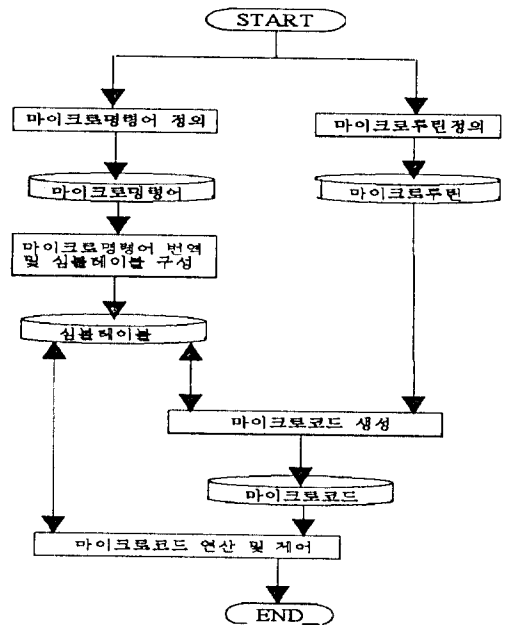 START
마이크로명령어 정의
마이크로루틴정의
마이크로명령어
마이크로루틴
마이크로명령어 번역
및 심볼테이블 구성
심볼테이블
마이크로코드 생성
마이크로코드
마이크로코드 연산 및 제어
END